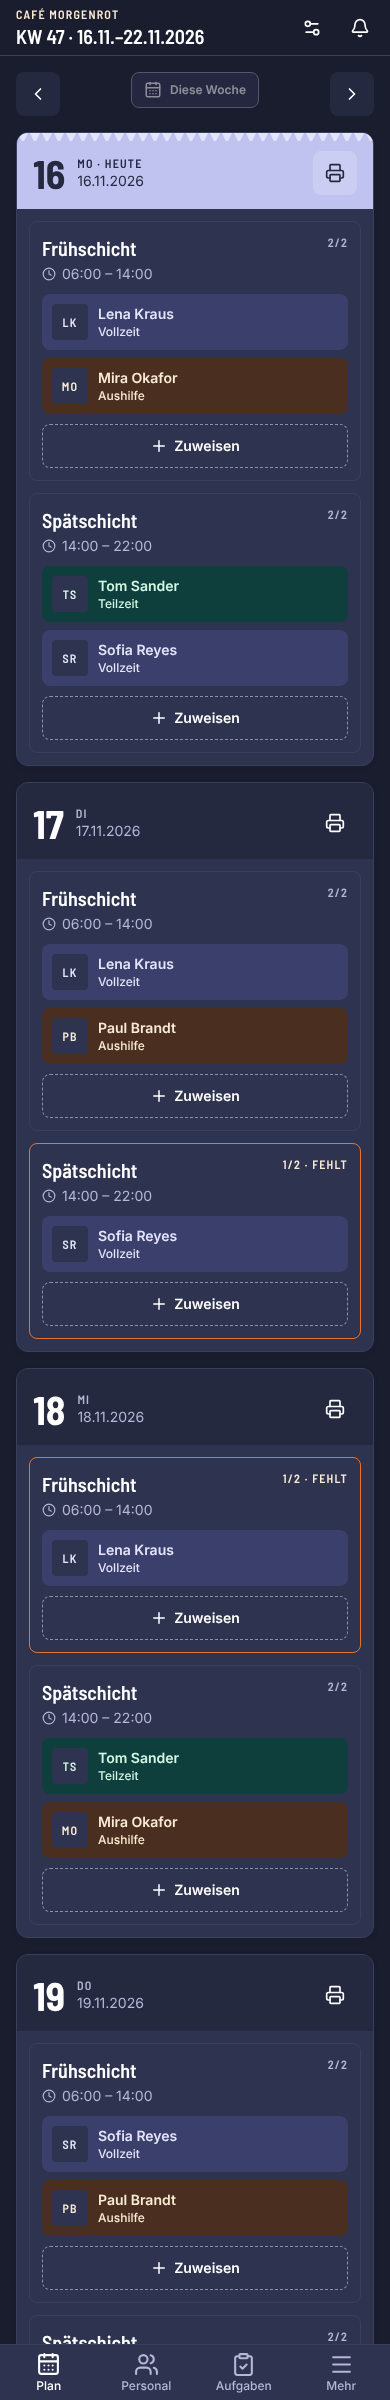 CAFÉ MORGENROT
KW 47 · 16.11.–22.11.2026
Diese Woche
16
MO · HEUTE
16.11.2026
Frühschicht
2/2
06:00 – 14:00
LK
Lena Kraus
Vollzeit
MO
Mira Okafor
Aushilfe
Zuweisen
Spätschicht
2/2
14:00 – 22:00
TS
Tom Sander
Teilzeit
SR
Sofia Reyes
Vollzeit
Zuweisen
17
DI
17.11.2026
Frühschicht
2/2
06:00 – 14:00
LK
Lena Kraus
Vollzeit
PB
Paul Brandt
Aushilfe
Zuweisen
Spätschicht
1/2 · FEHLT
14:00 – 22:00
SR
Sofia Reyes
Vollzeit
Zuweisen
18
MI
18.11.2026
Frühschicht
1/2 · FEHLT
06:00 – 14:00
LK
Lena Kraus
Vollzeit
Zuweisen
Spätschicht
2/2
14:00 – 22:00
TS
Tom Sander
Teilzeit
MO
Mira Okafor
Aushilfe
Zuweisen
19
DO
19.11.2026
Frühschicht
2/2
06:00 – 14:00
SR
Sofia Reyes
Vollzeit
PB
Paul Brandt
Aushilfe
Zuweisen
Spätschicht
2/2
Plan
Personal
Aufgaben
Mehr